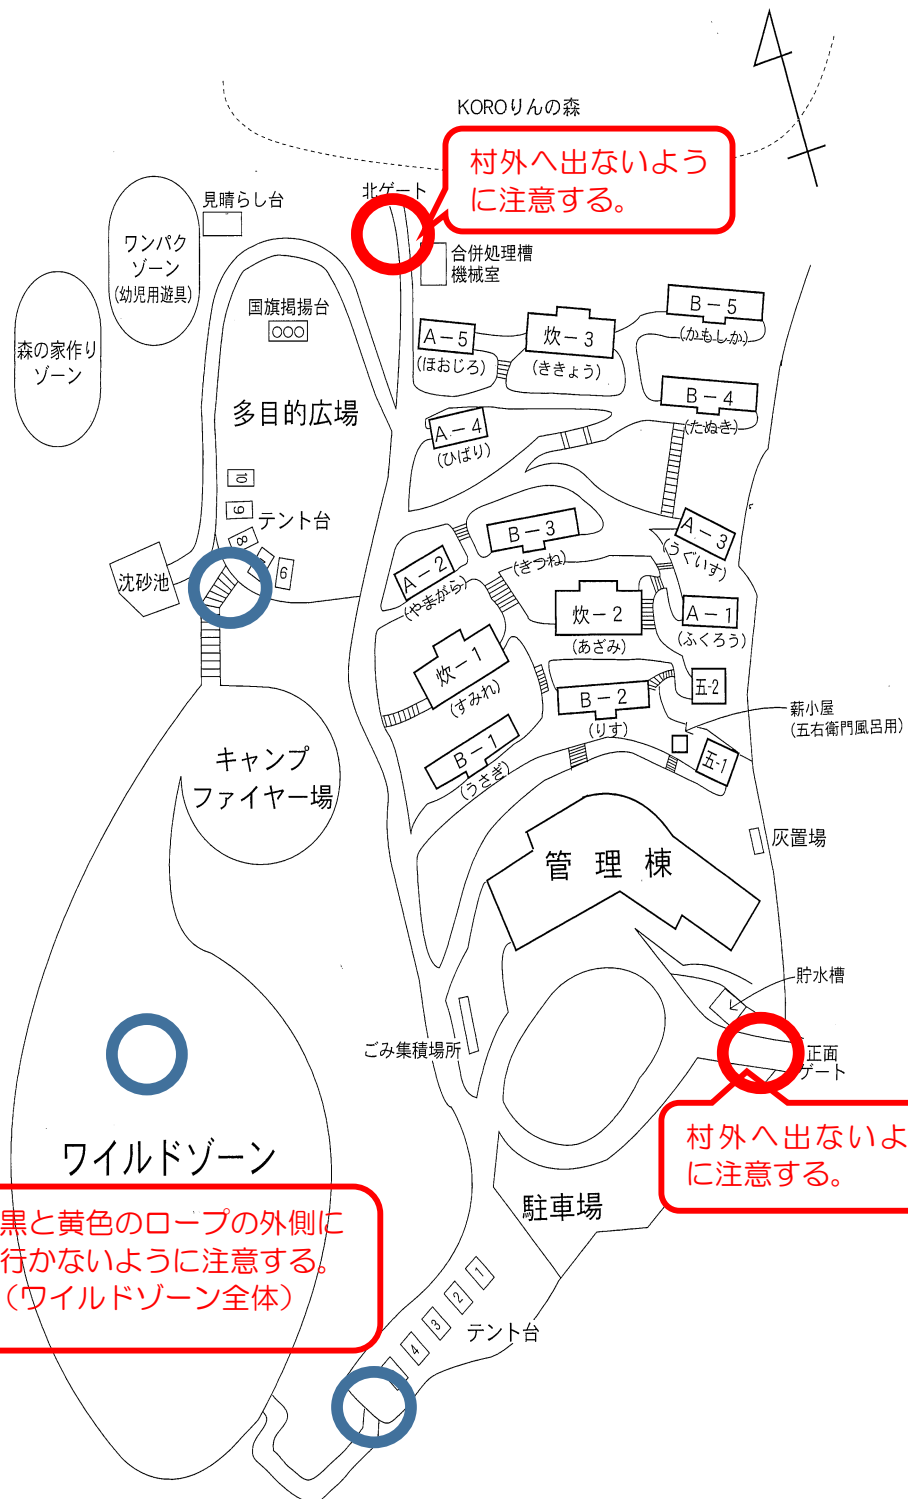 KOROりんの森
村外へ出ないよう
に注意する。
北ゲート
見晴らし台
ワンパク
ゾーン
(幼児用遊具)
合併処理槽
機械室
国旗掲揚台
森の家作り
ゾーン
多目的広場
A-5
(ほおじろ)
炊-3
(ききょう)
B-5
(かもしか)
B-4
(たぬき)
A-4
(ひばり)
10
9
8
6
テント台
沈砂池
B-3
(きつね)
A-3
(うぐいす)
A-2
(やまがら)
炊-2
(あざみ)
A-1
(ふくろう)
炊-1
(すみれ)
五-2
B-2
(りす)
薪小屋
(五右衛門風呂用)
B-1
(うさぎ)
五-1
キャンプ
ファイヤー場
灰置場
管理棟
貯水槽
ごみ集積場所
正面
ゲート
村外へ出ないよ
に注意する。
ワイルドゾーン
黒と黄色のロープの外側に
行かないように注意する。
(ワイルドゾーン全体)
駐車場
1
2
3
4
テント台